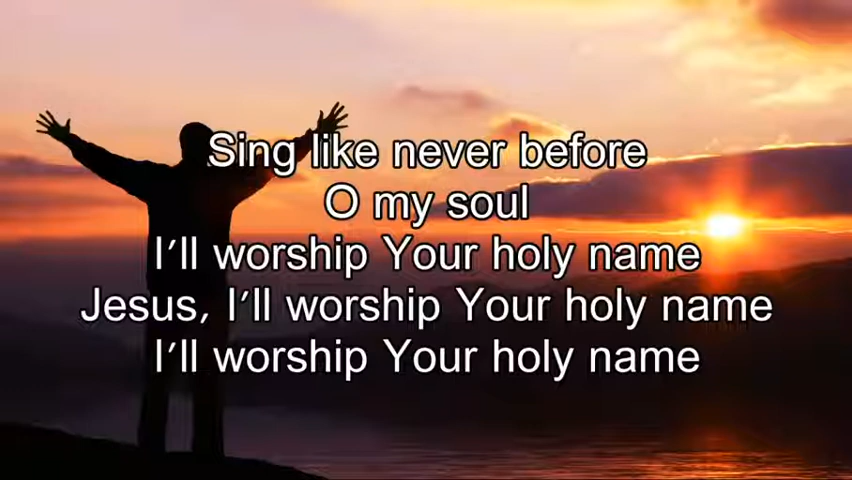 Sing like never before
O my soul
I'll worship Your holy name
Jesus, I'll worship Your holy name
I'll worship Your holy name